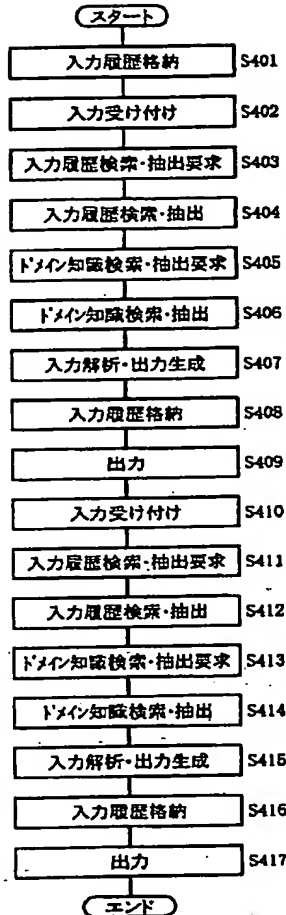 スタート
入力履歴格納 S401
入力受け付け S402
入力履歴検索・抽出要求 S403
入力履歴検索・抽出 S404
ドメイン知識検索・抽出要求 S405
ドメイン知識検索・抽出 S406
入力解析・出力生成 S407
入力履歴格納 S408
出力 S409
入力受け付け S410
入力履歴検索・抽出要求 S411
入力履歴検索・抽出 S412
ドメイン知識検索・抽出要求 S413
ドメイン知識検索・抽出 S414
入力解析・出力生成 S415
入力履歴格納 S416
出力 S417
エンド